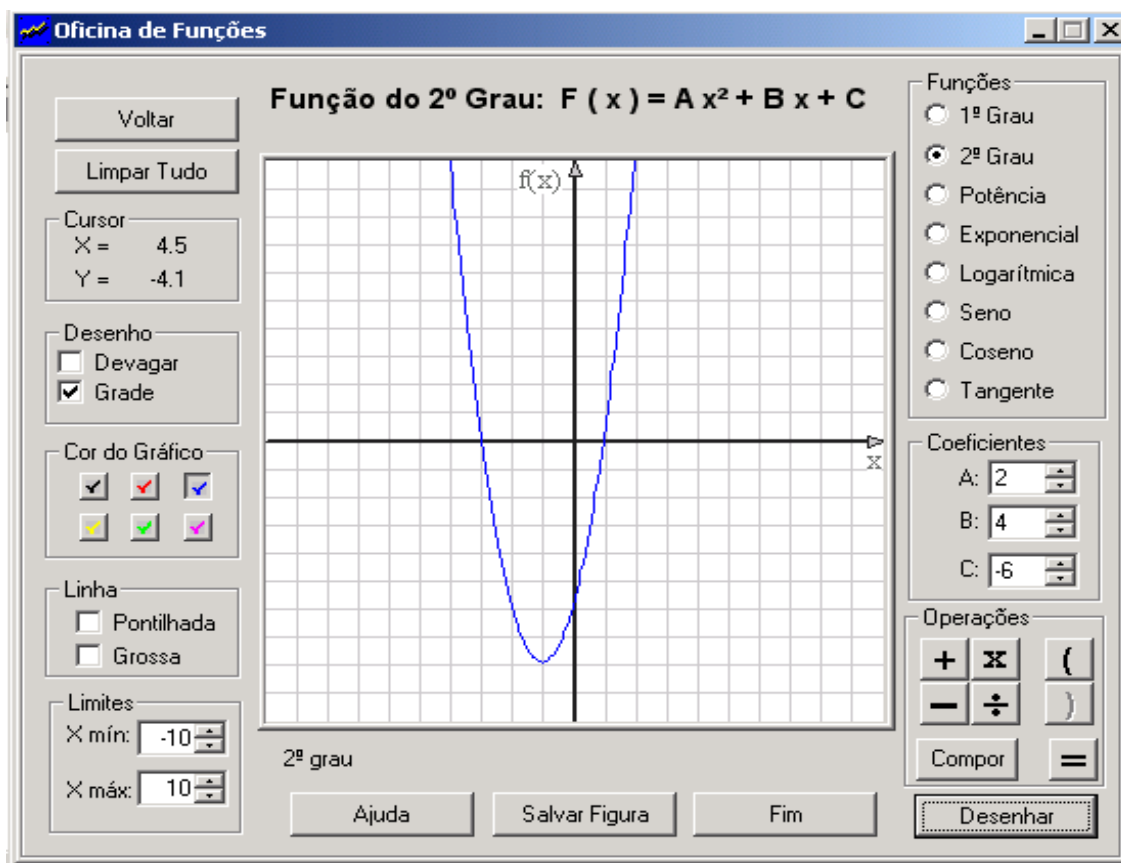 Oficina de Funções
Função do 2º Grau: F ( x ) = A x² + B x + C
Voltar
Limpar Tudo
Cursor
X = 4.5
Y = -4.1
Desenho
Devagar
Grade
Cor do Gráfico
Linha
Pontilhada
Grossa
Limites
X mín: -10
X máx: 10
f(x)
x
2º grau
Ajuda
Salvar Figura
Fim
Funções
1º Grau
2º Grau
Potência
Exponencial
Logarítmica
Seno
Coseno
Tangente
Coeficientes
A: 2
B: 4
C: -6
Operações
+ x (
− ÷ )
Compor =
Desenhar